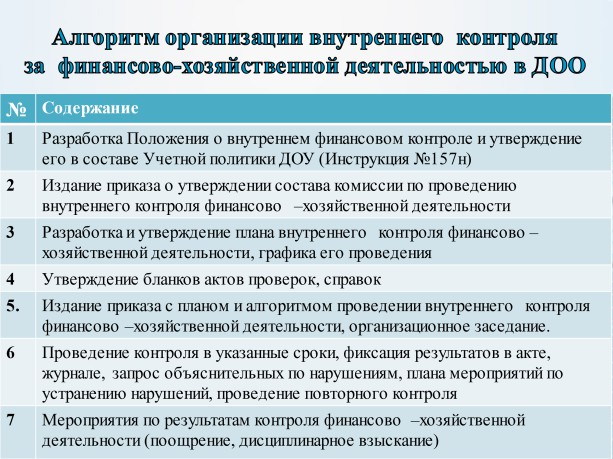 Алгоритм организации внутреннего контроля
за финансово-хозяйственной деятельностью в ДОО
№ Содержание
1 Разработка Положения о внутреннем финансовом контроле и утверждение
его в составе Учетной политики ДОУ (Инструкция №157н)
2 Издание приказа о утверждении состава комиссии по проведению
внутреннего контроля финансово –хозяйственной деятельности
3 Разработка и утверждение плана внутреннего контроля финансово –
хозяйственной деятельности, графика его проведения
4 Утверждение бланков актов проверок, справок
5. Издание приказа с планом и алгоритмом проведении внутреннего контроля
финансово –хозяйственной деятельности, организационное заседание.
6 Проведение контроля в указанные сроки, фиксация результатов в акте,
журнале, запрос объяснительных по нарушениям, плана мероприятий по
устранению нарушений, проведение повторного контроля
7 Мероприятия по результатам контроля финансово –хозяйственной
деятельности (поощрение, дисциплинарное взыскание)